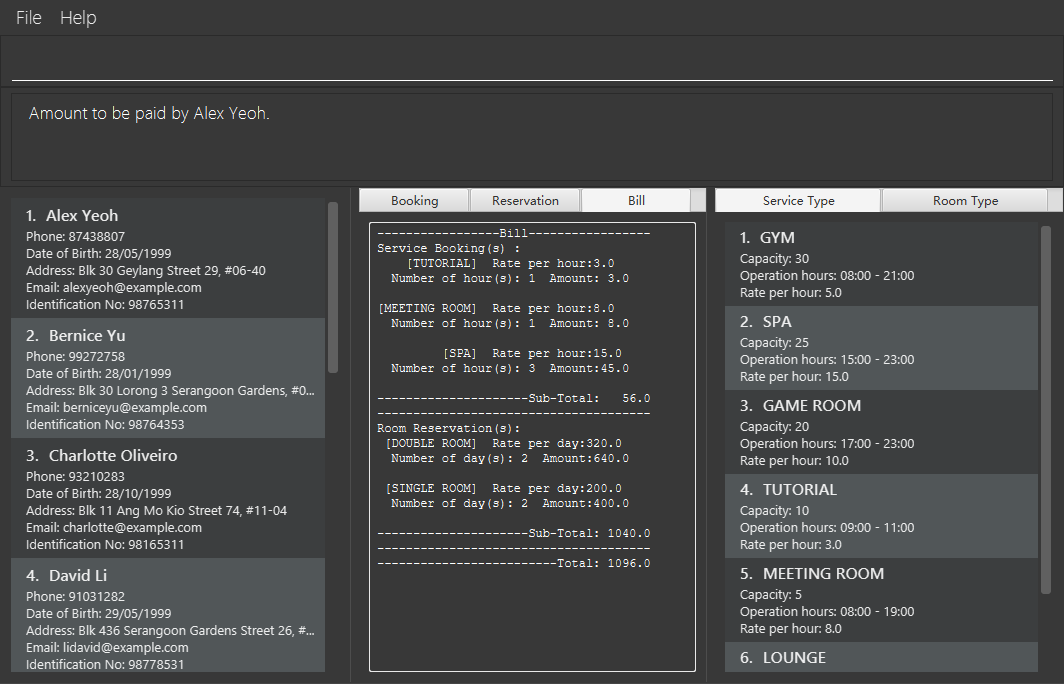 File Help
Amount to be paid by Alex Yeoh.
1. Alex Yeoh
Phone: 87438807
Date of Birth: 28/05/1999
Address: Blk 30 Geylang Street 29, #06-40
Email: alexyeoh@example.com
Identification No: 98765311
2. Bernice Yu
Phone: 99272758
Date of Birth: 28/01/1999
Address: Blk 30 Lorong 3 Serangoon Gardens, #0...
Email: berniceyu@example.com
Identification No: 98764353
3. Charlotte Oliveiro
Phone: 93210283
Date of Birth: 28/10/1999
Address: Blk 11 Ang Mo Kio Street 74, #11-04
Email: charlotte@example.com
Identification No: 98165311
4. David Li
Phone: 91031282
Date of Birth: 29/05/1999
Address: Blk 436 Serangoon Gardens Street 26, #...
Email: lidavid@example.com
Identification No: 98778531
Booking Reservation Bill
-----------------Bill-----------------
Service Booking(s) :
[TUTORIAL] Rate per hour:3.0
Number of hour(s): 1 Amount: 3.0
[MEETING ROOM] Rate per hour:8.0
Number of hour(s): 1 Amount: 8.0
[SPA] Rate per hour:15.0
Number of hour(s): 3 Amount:45.0
---------------------Sub-Total: 56.0
--------------------------------------
Room Reservation(s):
[DOUBLE ROOM] Rate per day:320.0
Number of day(s): 2 Amount:640.0
[SINGLE ROOM] Rate per day:200.0
Number of day(s): 2 Amount:400.0
---------------------Sub-Total: 1040.0
--------------------------------------
-------------------------Total: 1096.0
Service Type Room Type
1. GYM
Capacity: 30
Operation hours: 08:00 - 21:00
Rate per hour: 5.0
2. SPA
Capacity: 25
Operation hours: 15:00 - 23:00
Rate per hour: 15.0
3. GAME ROOM
Capacity: 20
Operation hours: 17:00 - 23:00
Rate per hour: 10.0
4. TUTORIAL
Capacity: 10
Operation hours: 09:00 - 11:00
Rate per hour: 3.0
5. MEETING ROOM
Capacity: 5
Operation hours: 08:00 - 19:00
Rate per hour: 8.0
6. LOUNGE